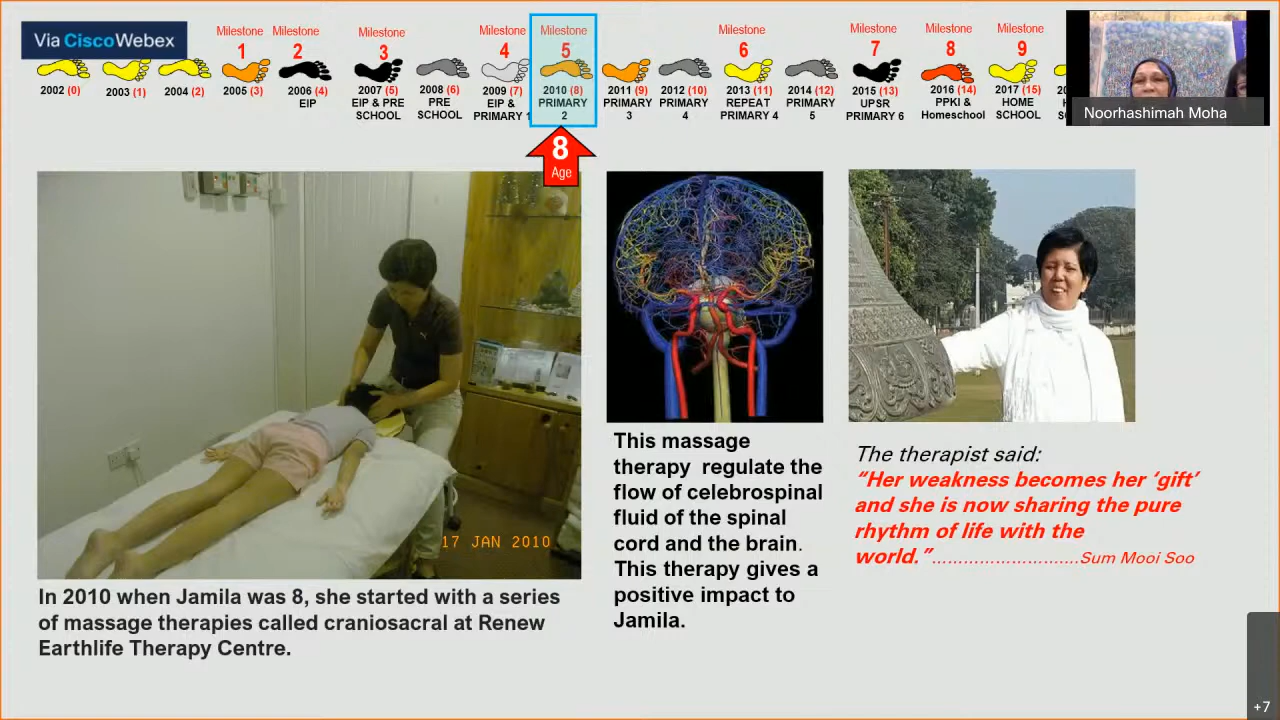 Via CiscoWebex
Milestone Milestone Milestone Milestone Milestone Milestone Milestone Milestone Milestone
1 2 3 4 5 6 7 8 9
2002 (0) 2003 (1) 2004 (2) 2005 (3) 2006 (4) 2007 (5) 2008 (6) 2009 (7) 2010 (8) 2011 (9) 2012 (10) 2013 (11) 2014 (12) 2015 (13) 2016 (14) 2017 (15)
EIP EIP & PRE PRE EIP & PRIMARY PRIMARY PRIMARY REPEAT PRIMARY UPSR PPKI & HOME
SCHOOL SCHOOL PRIMARY 1 2 3 4 PRIMARY 4 5 PRIMARY 6 Homeschool SCHOOL
Noorhashimah Moha
8
Age
17 JAN 2010
In 2010 when Jamila was 8, she started with a series
of massage therapies called craniosacral at Renew
Earthlife Therapy Centre.
This massage
therapy regulate the
flow of celebrospinal
fluid of the spinal
cord and the brain.
This therapy gives a
positive impact to
Jamila.
The therapist said:
“Her weakness becomes her ‘gift’
and she is now sharing the pure
rhythm of life with the
world.”............................Sum Mooi Soo
+7